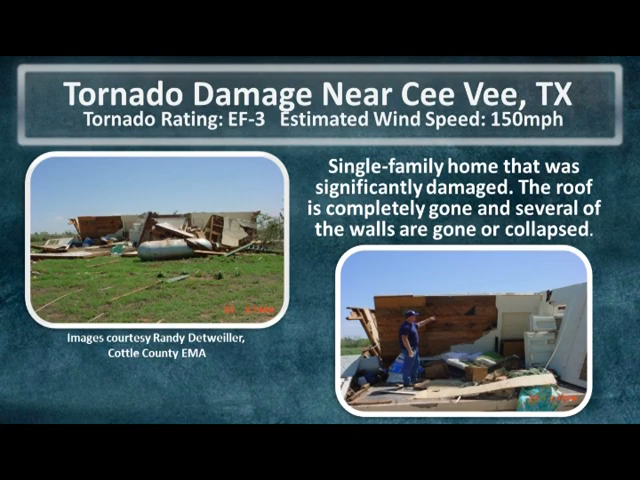 Tornado Damage Near Cee Vee, TX
Tornado Rating: EF-3 Estimated Wind Speed: 150mph
Single-family home that was
significantly damaged. The roof
is completely gone and several of
the walls are gone or collapsed.
Images courtesy Randy Detweiller,
Cottle County EMA